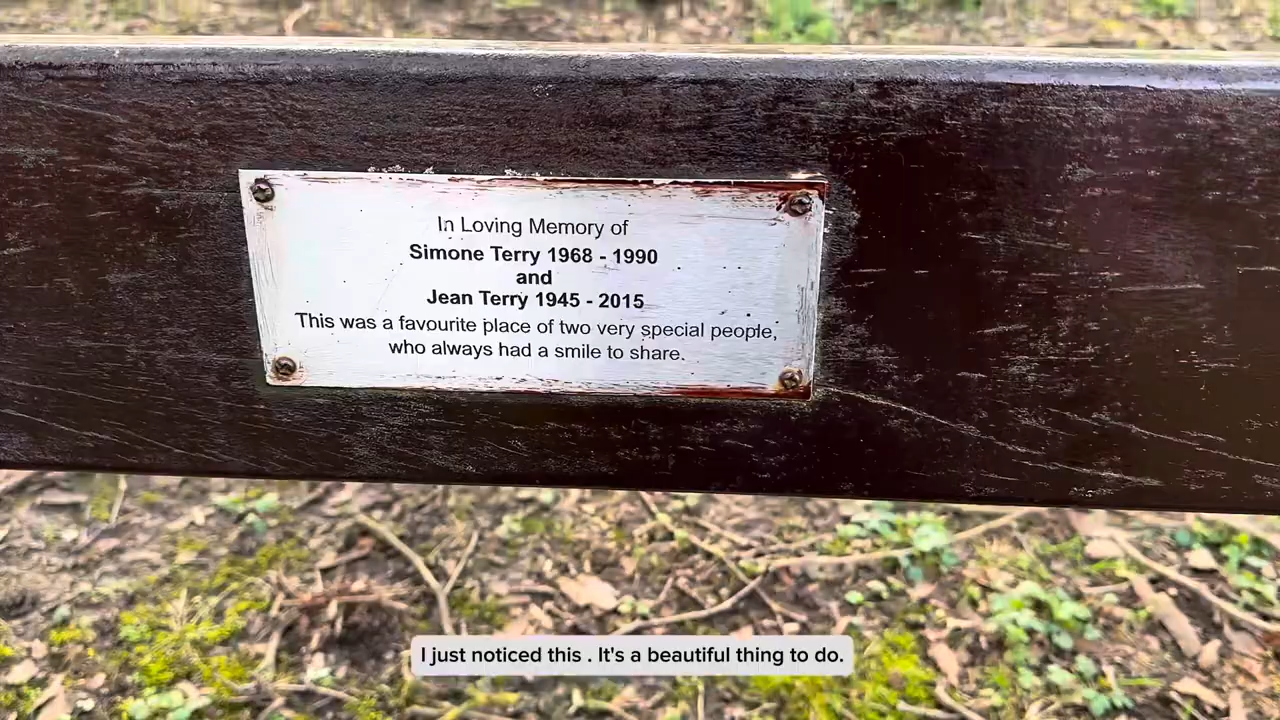 In Loving Memory of
Simone Terry 1968 - 1990
and
Jean Terry 1945 - 2015
This was a favourite place of two very special people,
who always had a smile to share.
I just noticed this . It's a beautiful thing to do.